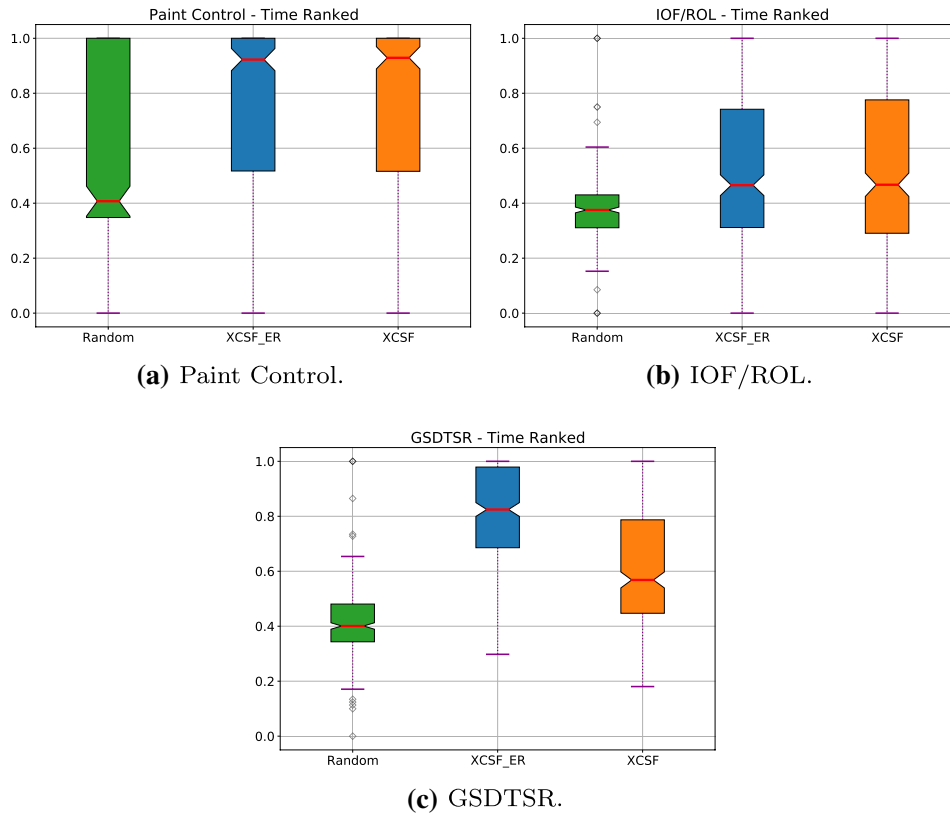 Paint Control - Time Ranked
1.0
0.8
0.6
0.4
0.2
0.0
Random XCSF_ER XCSF
(a) Paint Control.
IOF/ROL - Time Ranked
1.0
0.8
0.6
0.4
0.2
0.0
Random XCSF_ER XCSF
(b) IOF/ROL.
GSDTSR - Time Ranked
1.0
0.8
0.6
0.4
0.2
0.0
Random XCSF_ER XCSF
(c) GSDTSR.